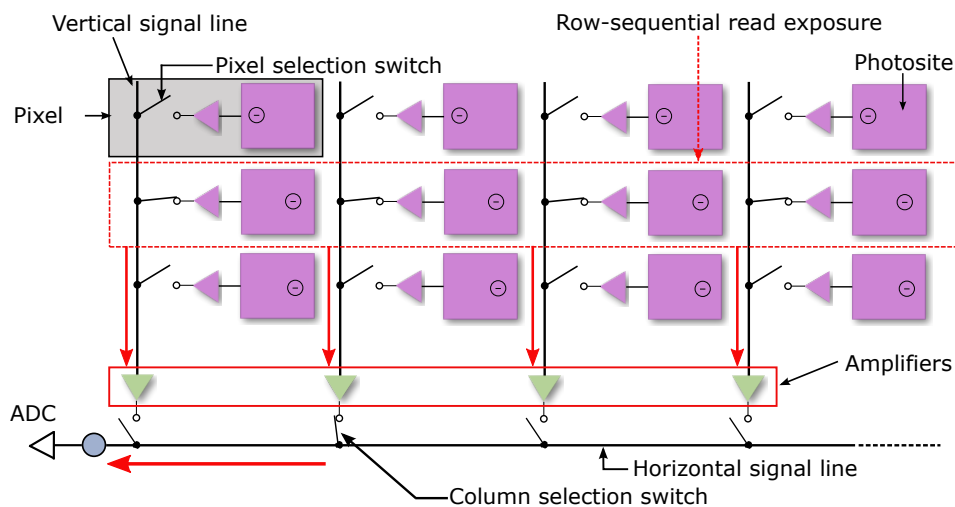 Vertical signal line
Row-sequential read exposure
Pixel selection switch
Photosite
Pixel
Amplifiers
ADC
Horizontal signal line
Column selection switch